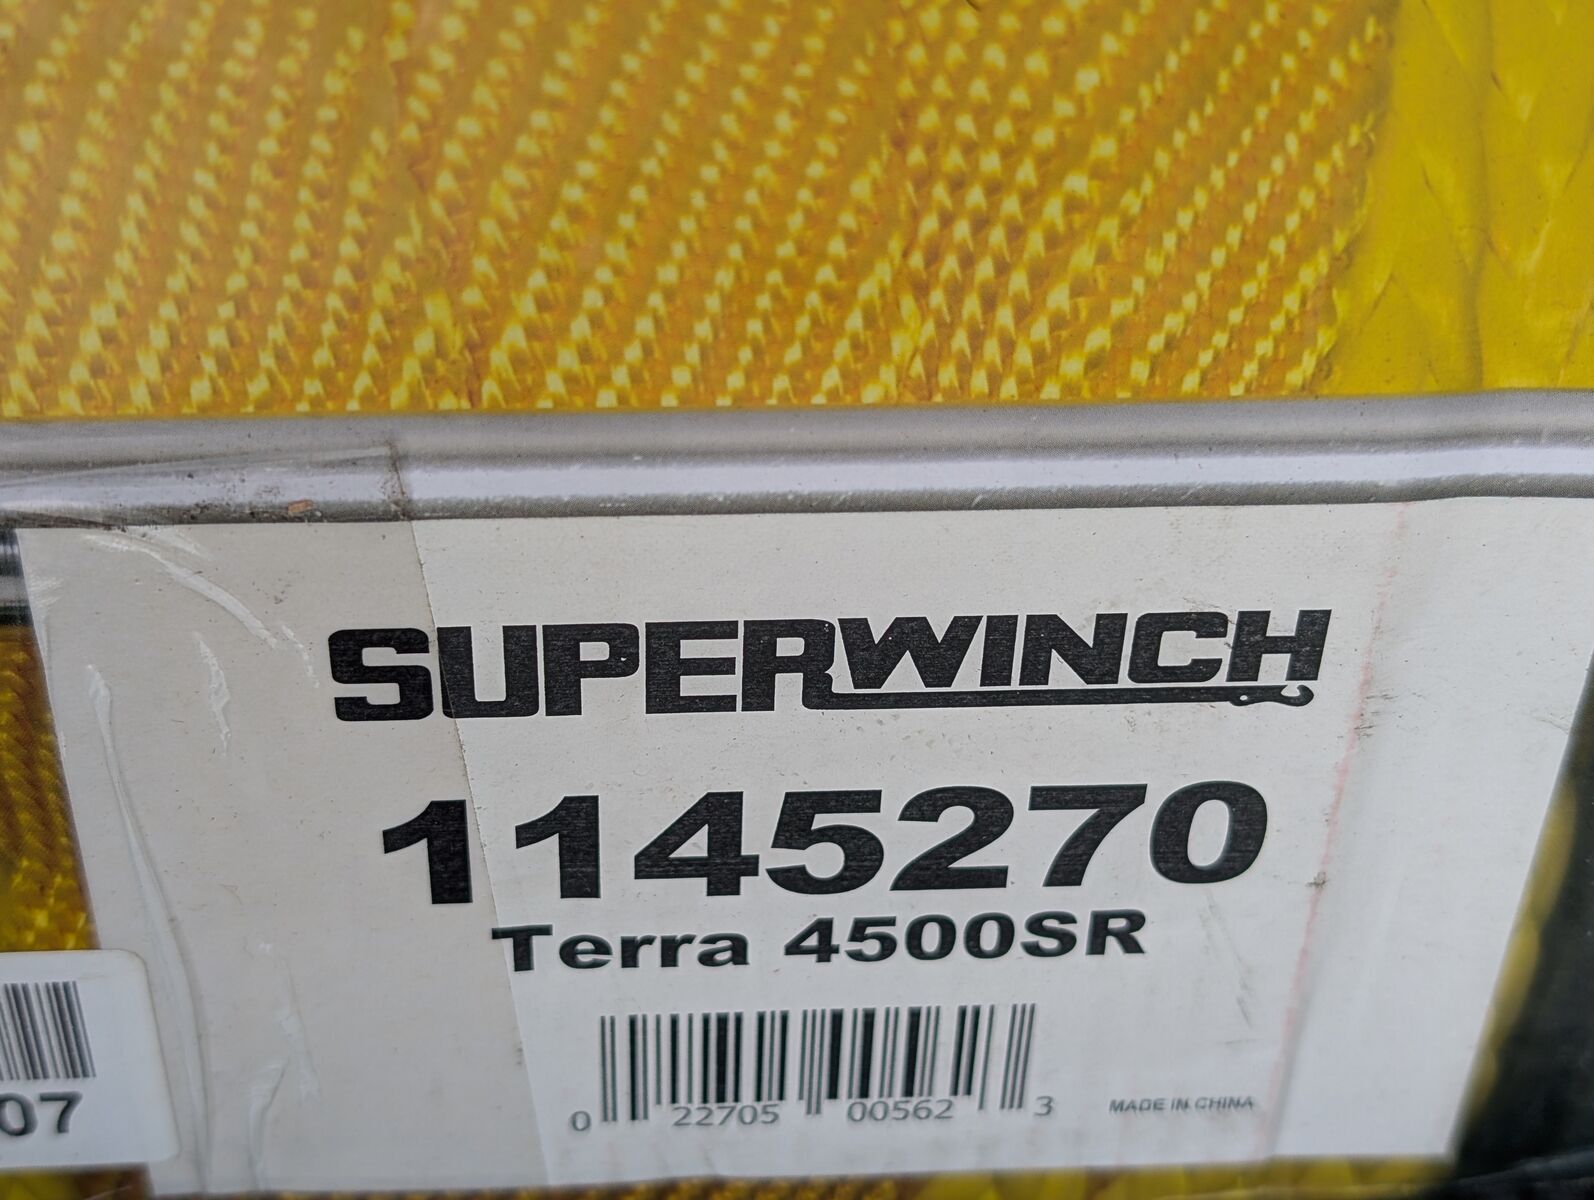 SUPERWINCH
1145270
Terra 4500SR
0 22705 00562 3
MADE IN CHINA
07